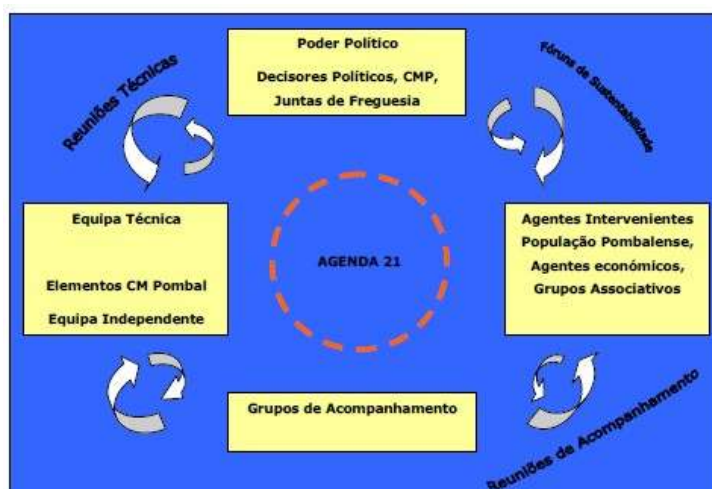 Poder Político
Decisores Políticos, CMP,
Juntas de Freguesia
Reuniões Técnicas
Fóruns de Sustentabilidade
Equipa Técnica
Elementos CM Pombal
Equipa Independente
AGENDA 21
Agentes Intervenientes
População Pombalense,
Agentes económicos,
Grupos Associativos
Grupos de Acompanhamento
Reuniões de Acompanhamento